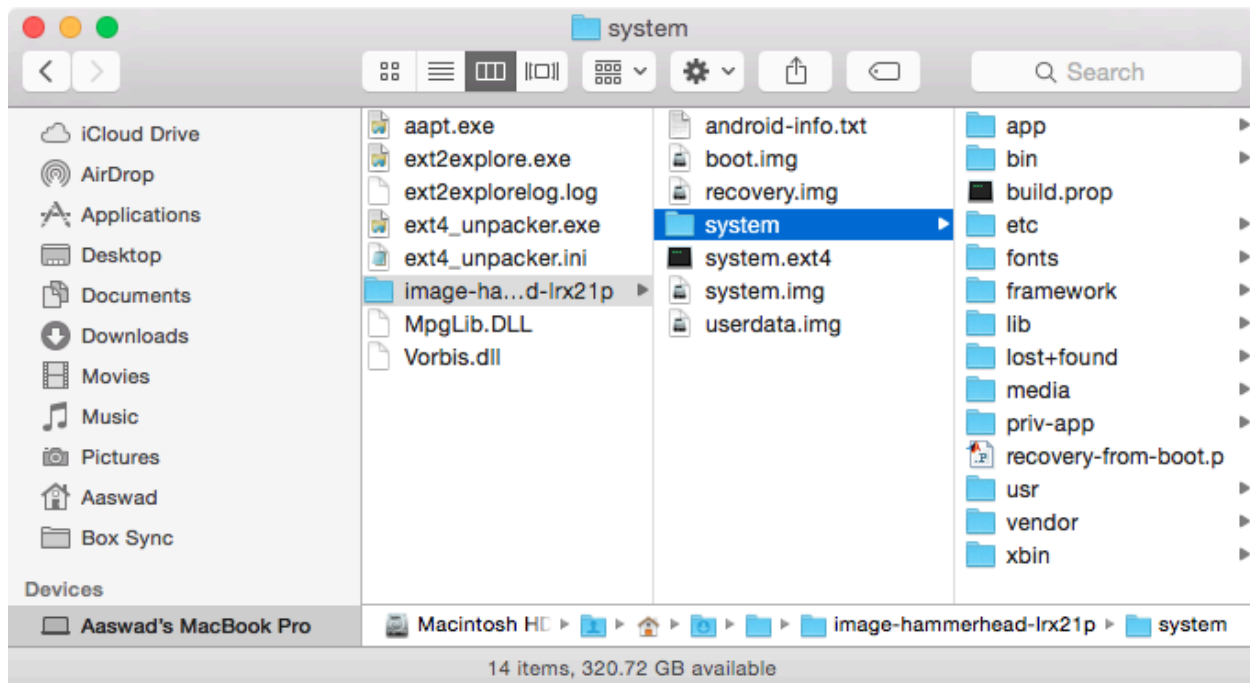 system
Search
iCloud Drive
AirDrop
Applications
Desktop
Documents
Downloads
Movies
Music
Pictures
Aaswad
Box Sync
Devices
Aaswad's MacBook Pro
aapt.exe
ext2explore.exe
ext2explorelog.log
ext4_unpacker.exe
ext4_unpacker.ini
image-ha...d-lrx21p
MpgLib.DLL
Vorbis.dll
android-info.txt
boot.img
recovery.img
system
system.ext4
system.img
userdata.img
app
bin
build.prop
etc
fonts
framework
lib
lost+found
media
priv-app
recovery-from-boot.p
usr
vendor
xbin
Macintosh HD image-hammerhead-lrx21p system
14 items, 320.72 GB available